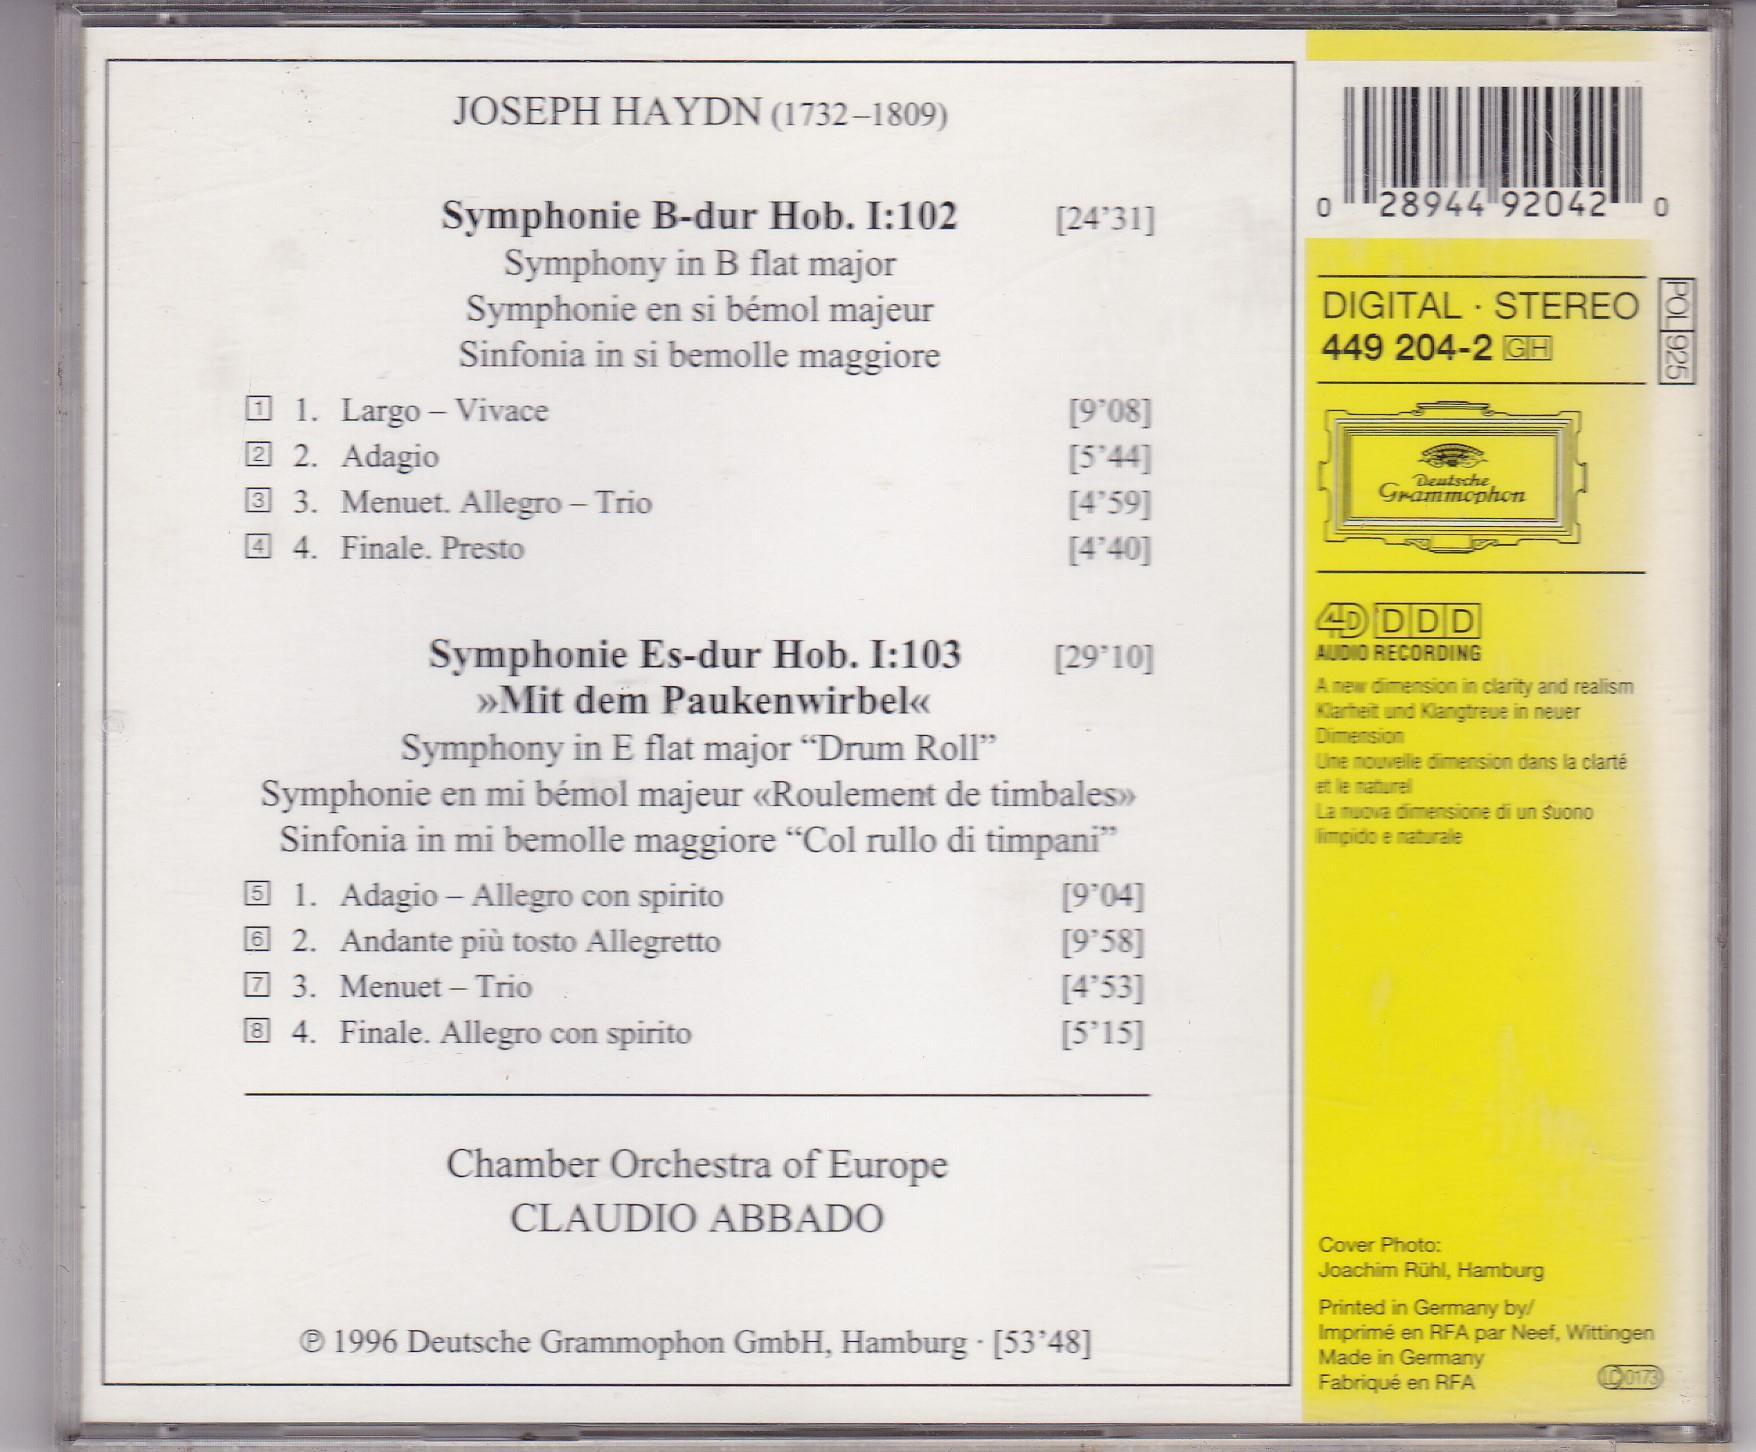 JOSEPH HAYDN (1732–1809)
Symphonie B-dur Hob. I:102 [24’31]
Symphony in B flat major
Symphonie en si bémol majeur
Sinfonia in si bemolle maggiore
1 1. Largo – Vivace [9’08]
2 2. Adagio [5’44]
3 3. Menuet. Allegro – Trio [4’59]
4 4. Finale. Presto [4’40]
Symphonie Es-dur Hob. I:103 [29’10]
»Mit dem Paukenwirbel«
Symphony in E flat major “Drum Roll”
Symphonie en mi bémol majeur «Roulement de timbales»
Sinfonia in mi bemolle maggiore “Col rullo di timpani”
5 1. Adagio – Allegro con spirito [9’04]
6 2. Andante più tosto Allegretto [9’58]
7 3. Menuet – Trio [4’53]
8 4. Finale. Allegro con spirito [5’15]
Chamber Orchestra of Europe
CLAUDIO ABBADO
℗ 1996 Deutsche Grammophon GmbH, Hamburg · [53’48]
0 28944 92042 0
DIGITAL · STEREO
449 204-2 GH
POL 925
Deutsche
Grammophon
4D DDD
AUDIO RECORDING
A new dimension in clarity and realism
Klarheit und Klangtreue in neuer
Dimension
Une nouvelle dimension dans la clarté
et le naturel
La nuova dimensione di un suono
limpido e naturale
Cover Photo:
Joachim Rühl, Hamburg
Printed in Germany by/
Imprimé en RFA par Neef, Wittingen
Made in Germany
Fabriqué en RFA
LC 0173